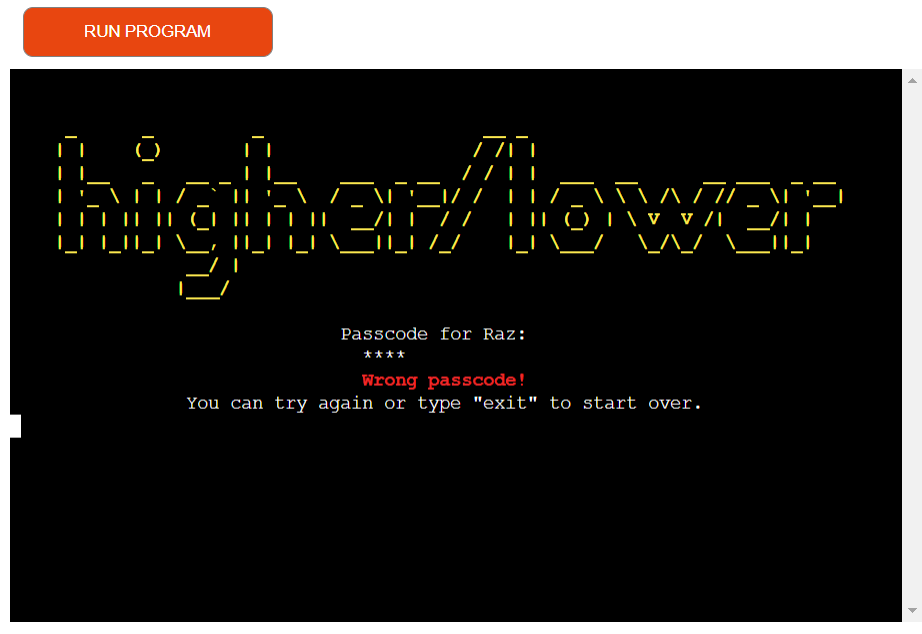 RUN PROGRAM
higher/lower
Passcode for Raz:
****
Wrong passcode!
You can try again or type "exit" to start over.